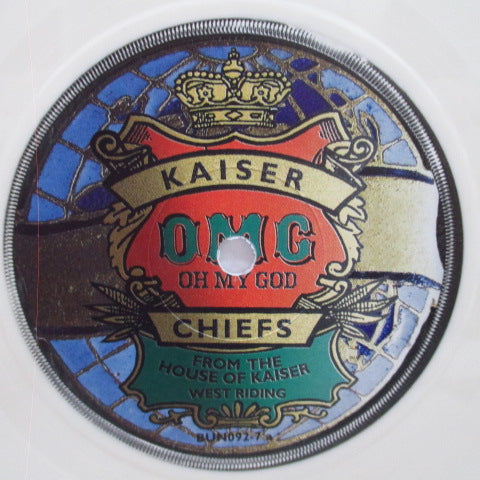 KAISER
OMG
OH MY GOD
CHIEFS
FROM THE
HOUSE OF KAISER
WEST RIDING
BUN092-7 a